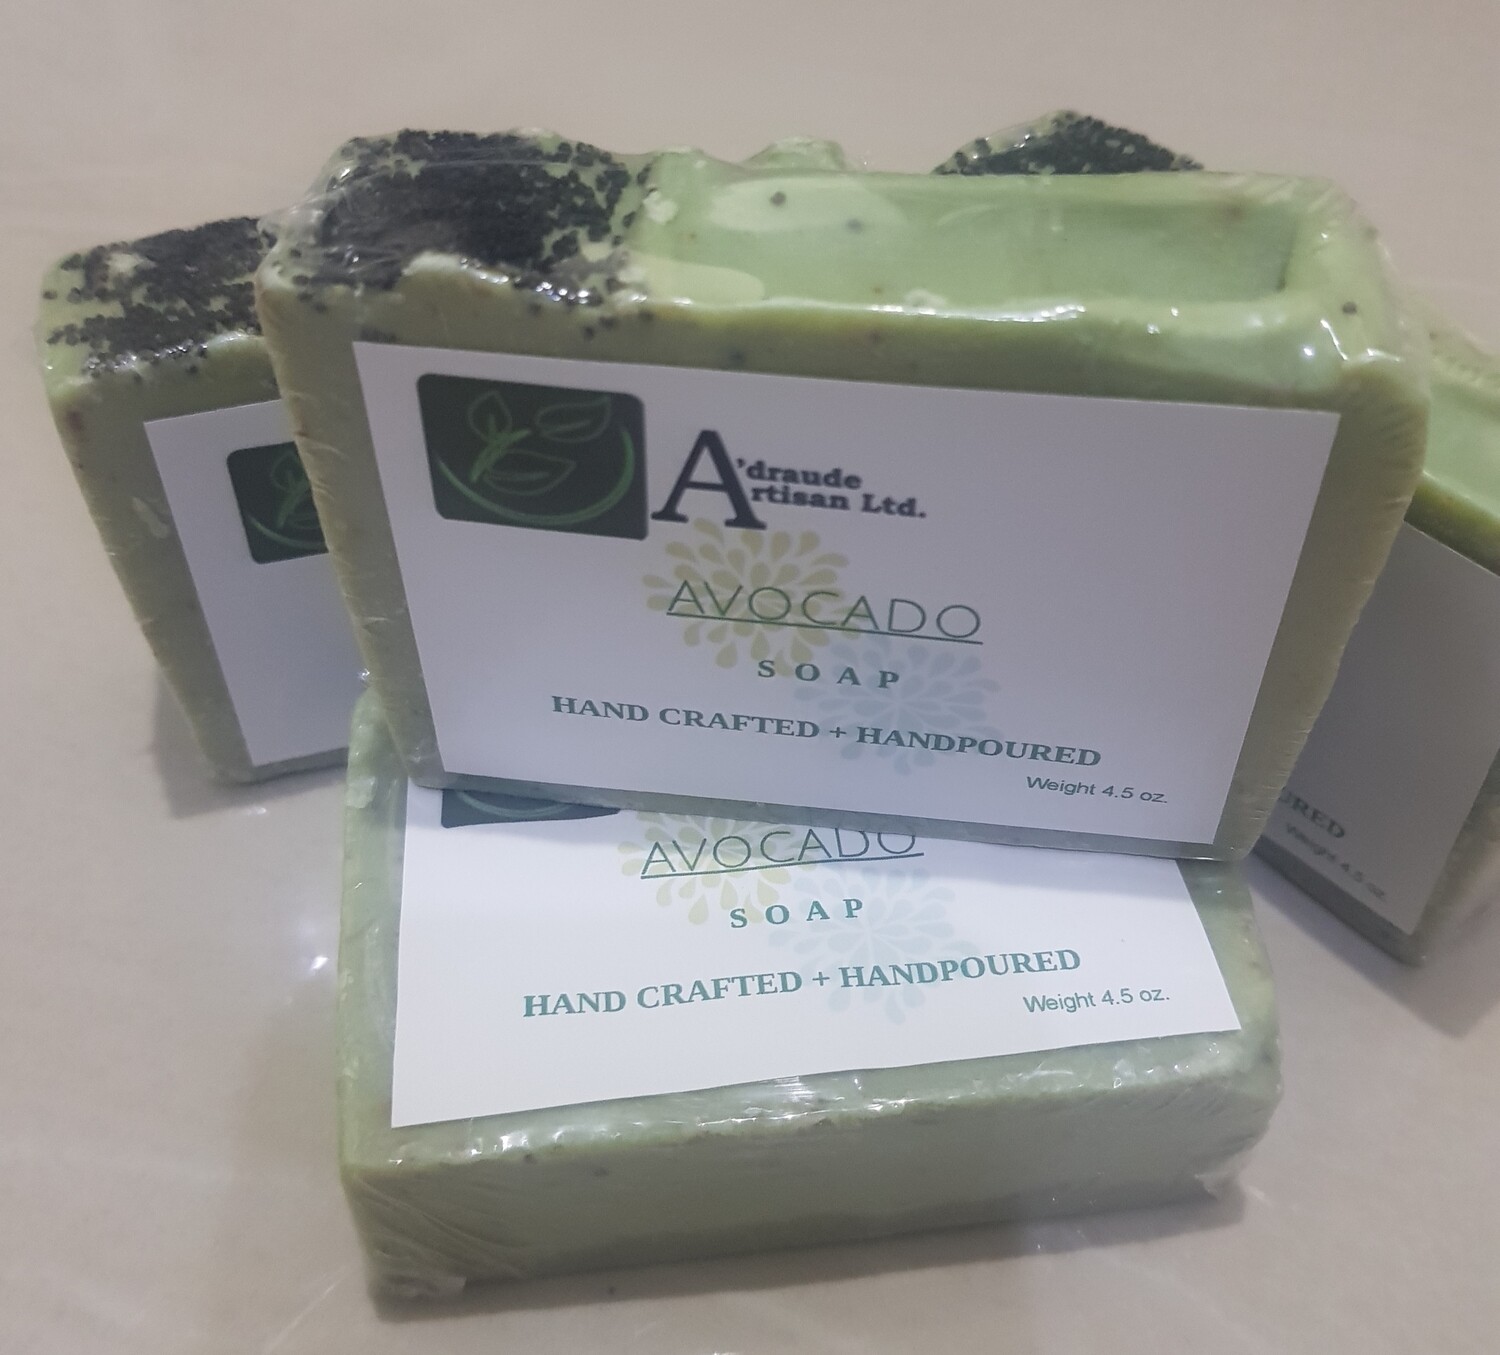 A'draude
Artisan Ltd.
AVOCADO
SOAP
HAND CRAFTED + HANDPOURED
Weight 4.5 oz.
AVOCADO
SOAP
HAND CRAFTED + HANDPOURED
Weight 4.5 oz.
URED
Weight 4.5 oz.